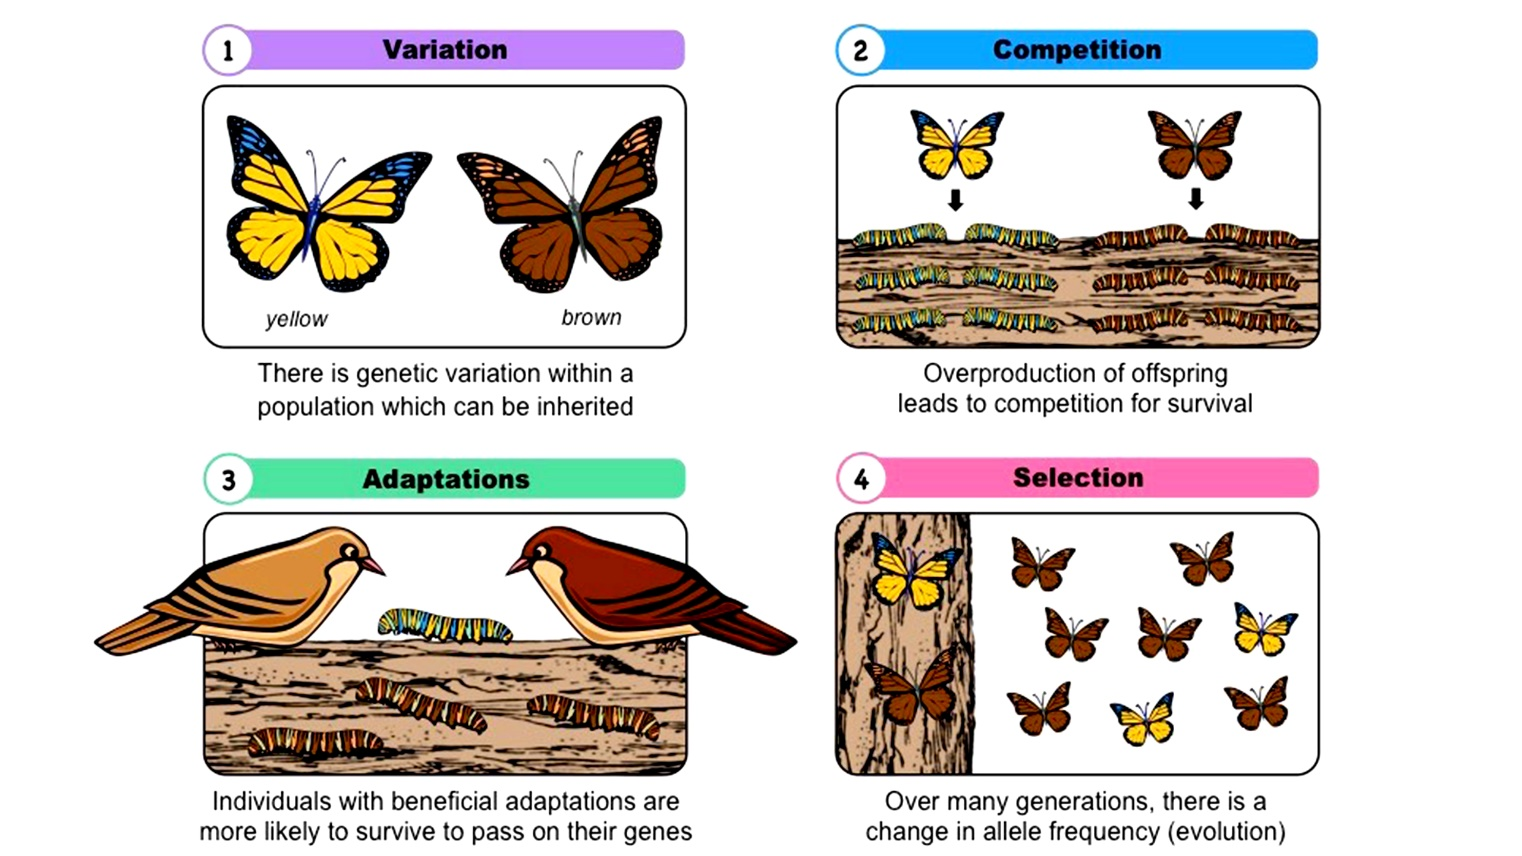 1
Variation
yellow
brown
There is genetic variation within a
population which can be inherited
2
Competition
Overproduction of offspring
leads to competition for survival
3
Adaptations
Individuals with beneficial adaptations are
more likely to survive to pass on their genes
4
Selection
Over many generations, there is a
change in allele frequency (evolution)